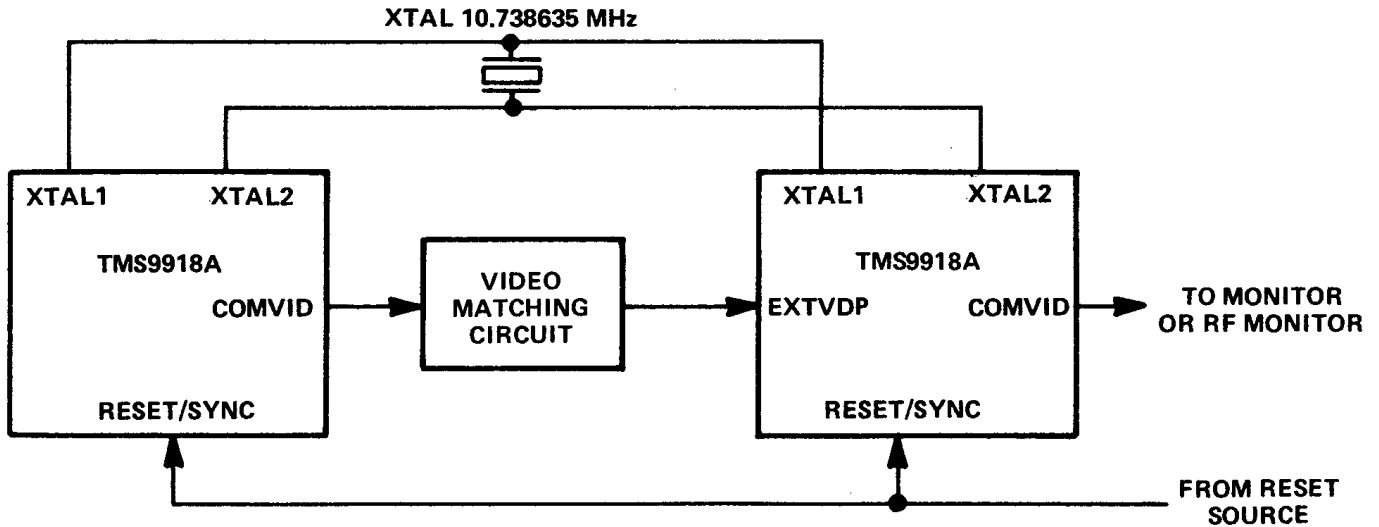 XTAL 10.738635 MHz
XTAL1
XTAL2
TMS9918A
COMVID
RESET/SYNC
VIDEO
MATCHING
CIRCUIT
XTAL1
XTAL2
TMS9918A
EXTVDP
COMVID
RESET/SYNC
TO MONITOR
OR RF MONITOR
FROM RESET
SOURCE